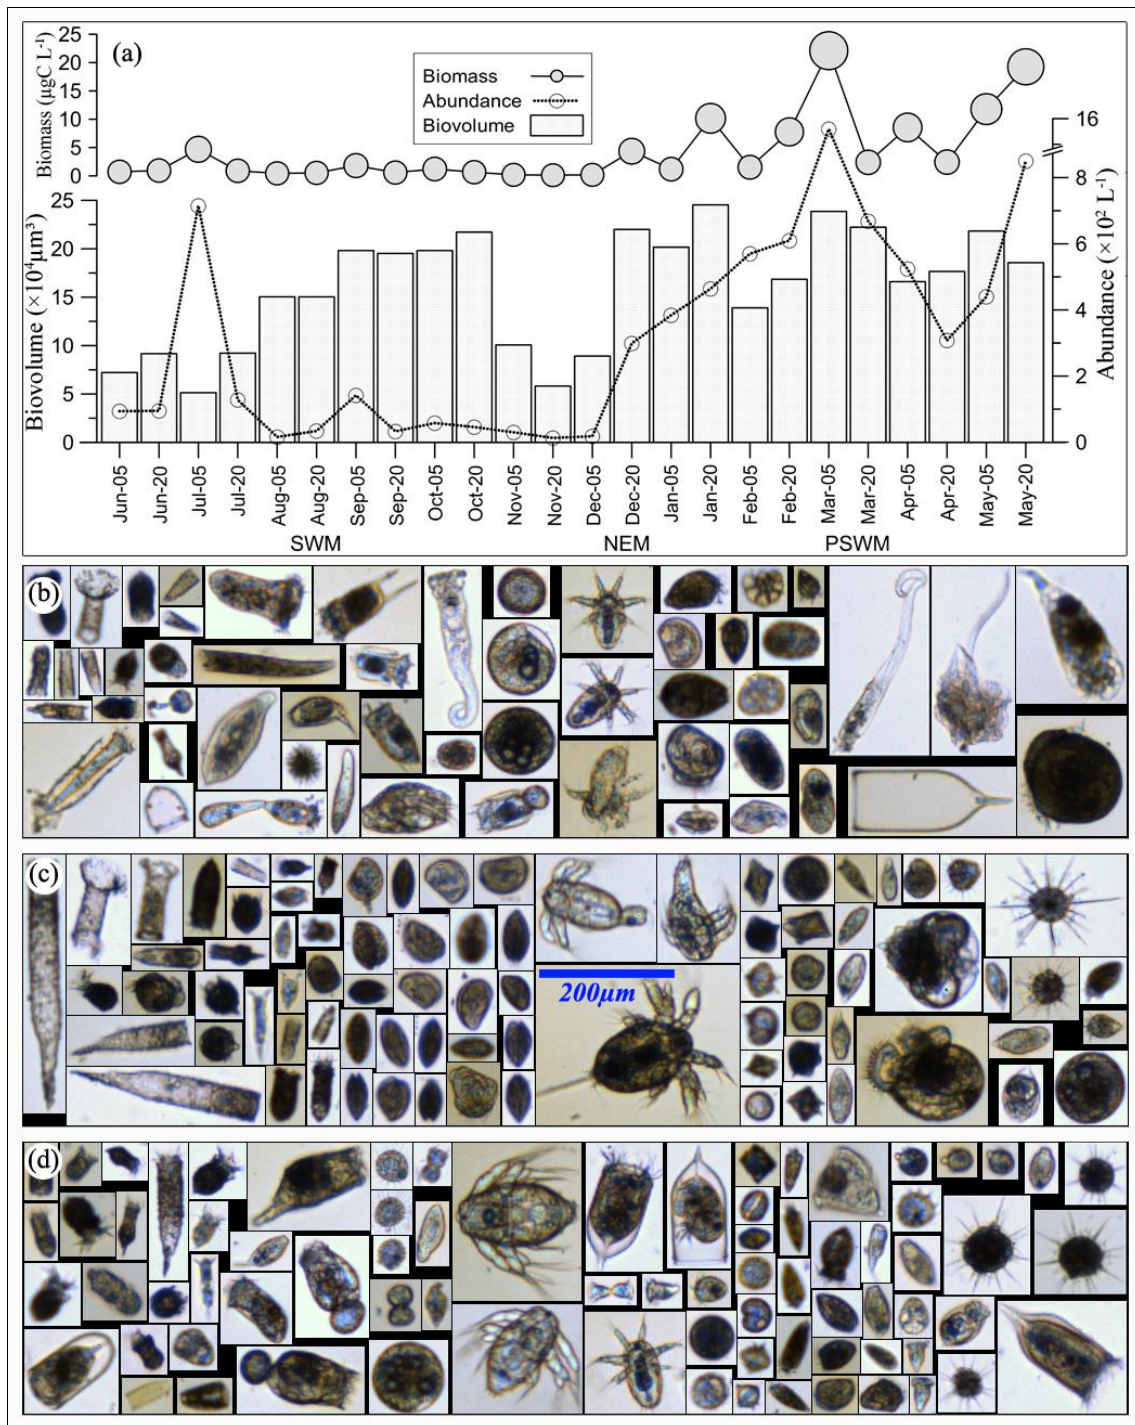 (a)
Biomass (µgC L⁻¹)
25
20
15
10
5
0
Biomass
Abundance
Biovolume
Biovolume (×10⁴µm³)
25
20
15
10
5
0
Abundance (×10² L⁻¹)
16
8
6
4
2
0
Jun-05
Jun-20
Jul-05
Jul-20
Aug-05
Aug-20
Sep-05
Sep-20
Oct-05
Oct-20
Nov-05
Nov-20
Dec-05
Dec-20
Jan-05
Jan-20
Feb-05
Feb-20
Mar-05
Mar-20
Apr-05
Apr-20
May-05
May-20
SWM NEM PSWM
(b)
(c)
200µm
(d)